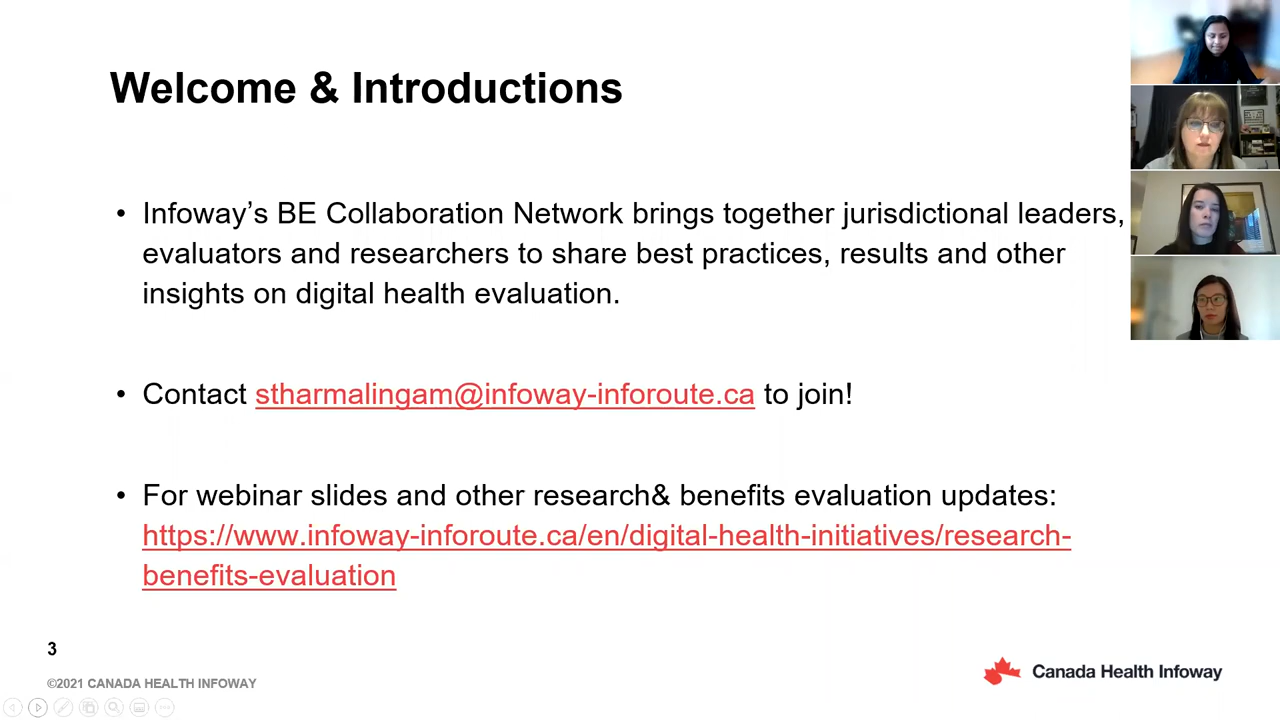 Welcome & Introductions
• Infoway’s BE Collaboration Network brings together jurisdictional leaders,
evaluators and researchers to share best practices, results and other
insights on digital health evaluation.
• Contact stharmalingam@infoway-inforoute.ca to join!
• For webinar slides and other research& benefits evaluation updates:
https://www.infoway-inforoute.ca/en/digital-health-initiatives/research-
benefits-evaluation
3
©2021 CANADA HEALTH INFOWAY
Canada Health Infoway